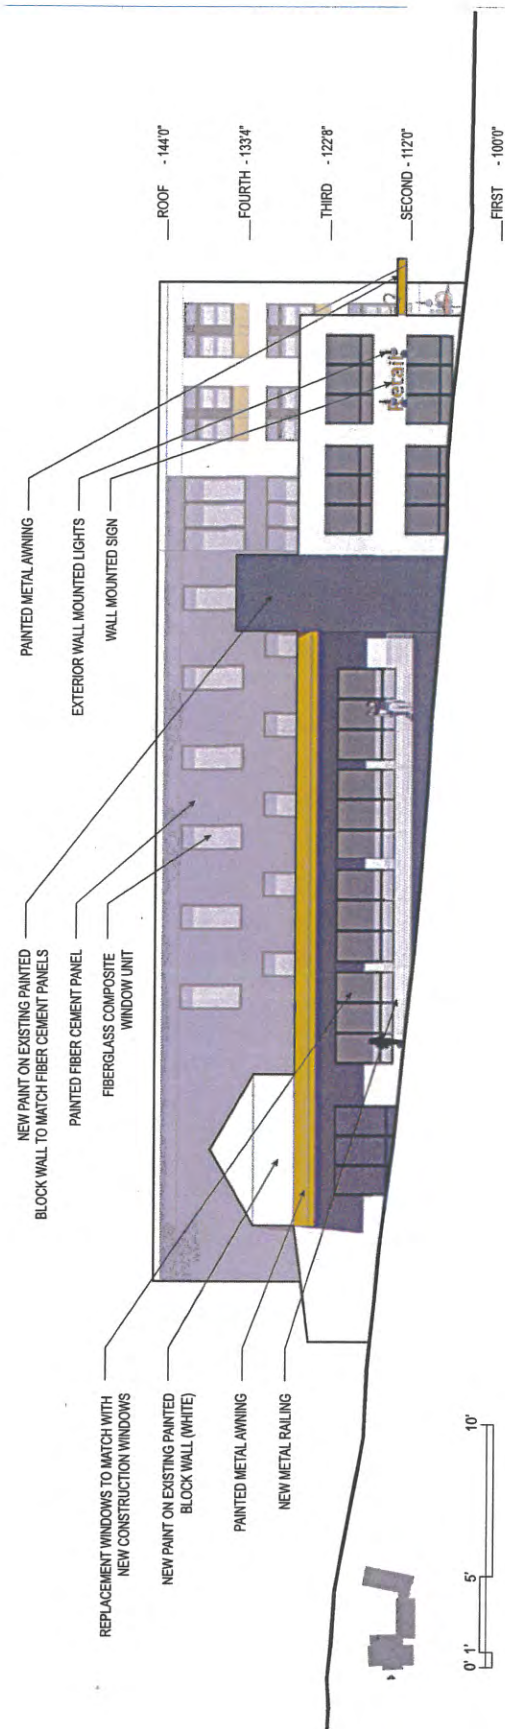 NEW PAINT ON EXISTING PAINTED
BLOCK WALL TO MATCH FIBER CEMENT PANELS
PAINTED FIBER CEMENT PANEL
FIBERGLASS COMPOSITE
WINDOW UNIT
PAINTED METAL AWNING
EXTERIOR WALL MOUNTED LIGHTS
WALL MOUNTED SIGN
REPLACEMENT WINDOWS TO MATCH WITH
NEW CONSTRUCTION WINDOWS
NEW PAINT ON EXISTING PAINTED
BLOCK WALL (WHITE)
PAINTED METAL AWNING
NEW METAL RAILING
ROOF - 144'0"
FOURTH - 133'4"
THIRD - 122'8"
SECOND - 112'0"
FIRST - 100'0"
Retail
0' 1' 5' 10'